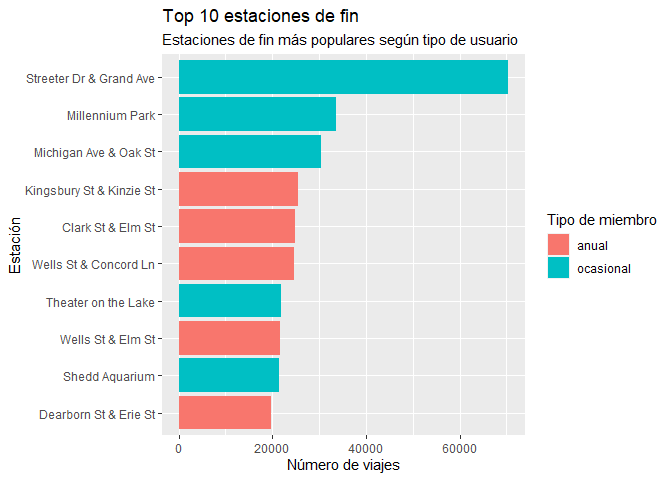 Top 10 estaciones de fin
Estaciones de fin más populares según tipo de usuario
Estación
Streeter Dr & Grand Ave
Millennium Park
Michigan Ave & Oak St
Kingsbury St & Kinzie St
Clark St & Elm St
Wells St & Concord Ln
Theater on the Lake
Wells St & Elm St
Shedd Aquarium
Dearborn St & Erie St
0 20000 40000 60000
Número de viajes
Tipo de miembro
anual
ocasional